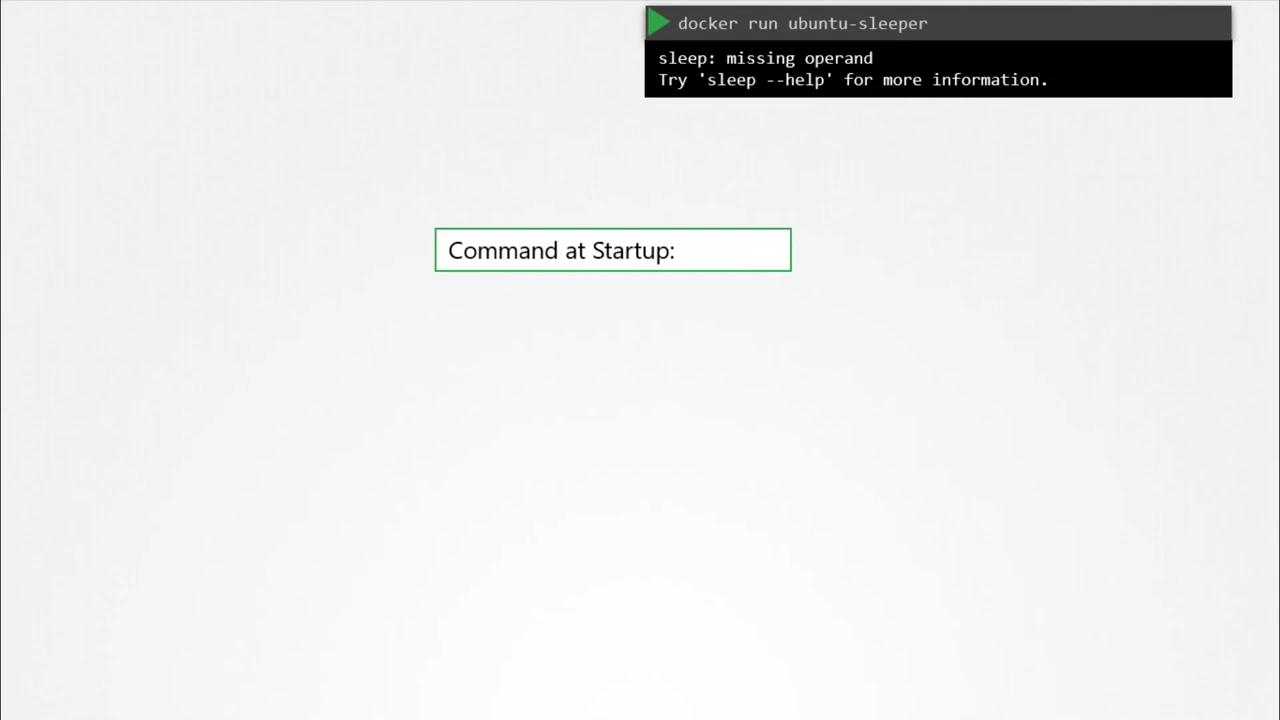 docker run ubuntu-sleeper
sleep: missing operand
Try 'sleep --help' for more information.
Command at Startup: